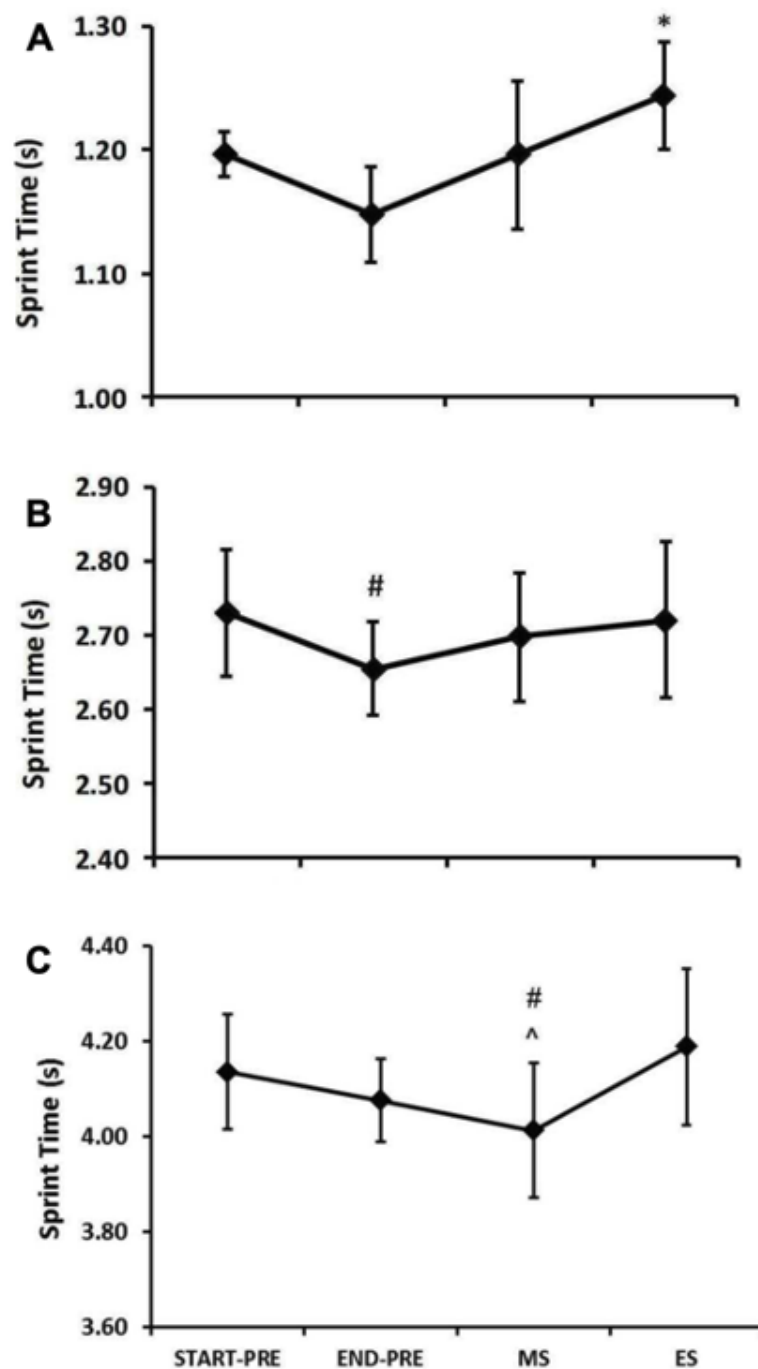 A
Sprint Time (s)
1.30
1.20
1.10
1.00
*
B
Sprint Time (s)
2.90
2.80
2.70
2.60
2.50
2.40
#
C
Sprint Time (s)
4.40
4.20
4.00
3.80
3.60
#
^
START-PRE END-PRE MS ES